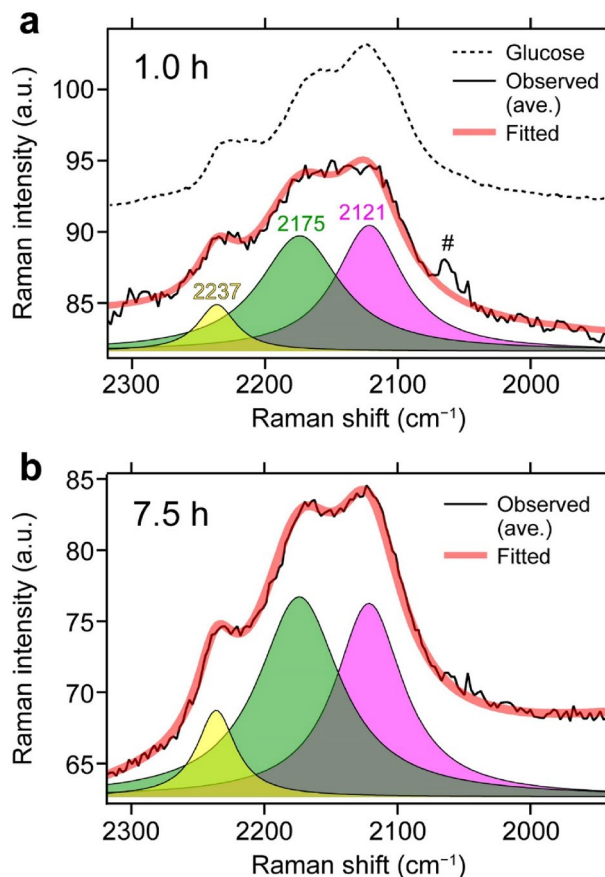 a
1.0 h
Glucose
Observed
(ave.)
Fitted
2237
2175
2121
#
100
95
90
85
Raman intensity (a.u.)
2300
2200
2100
2000
Raman shift (cm⁻¹)
b
7.5 h
Observed
(ave.)
Fitted
85
80
75
70
65
Raman intensity (a.u.)
2300
2200
2100
2000
Raman shift (cm⁻¹)